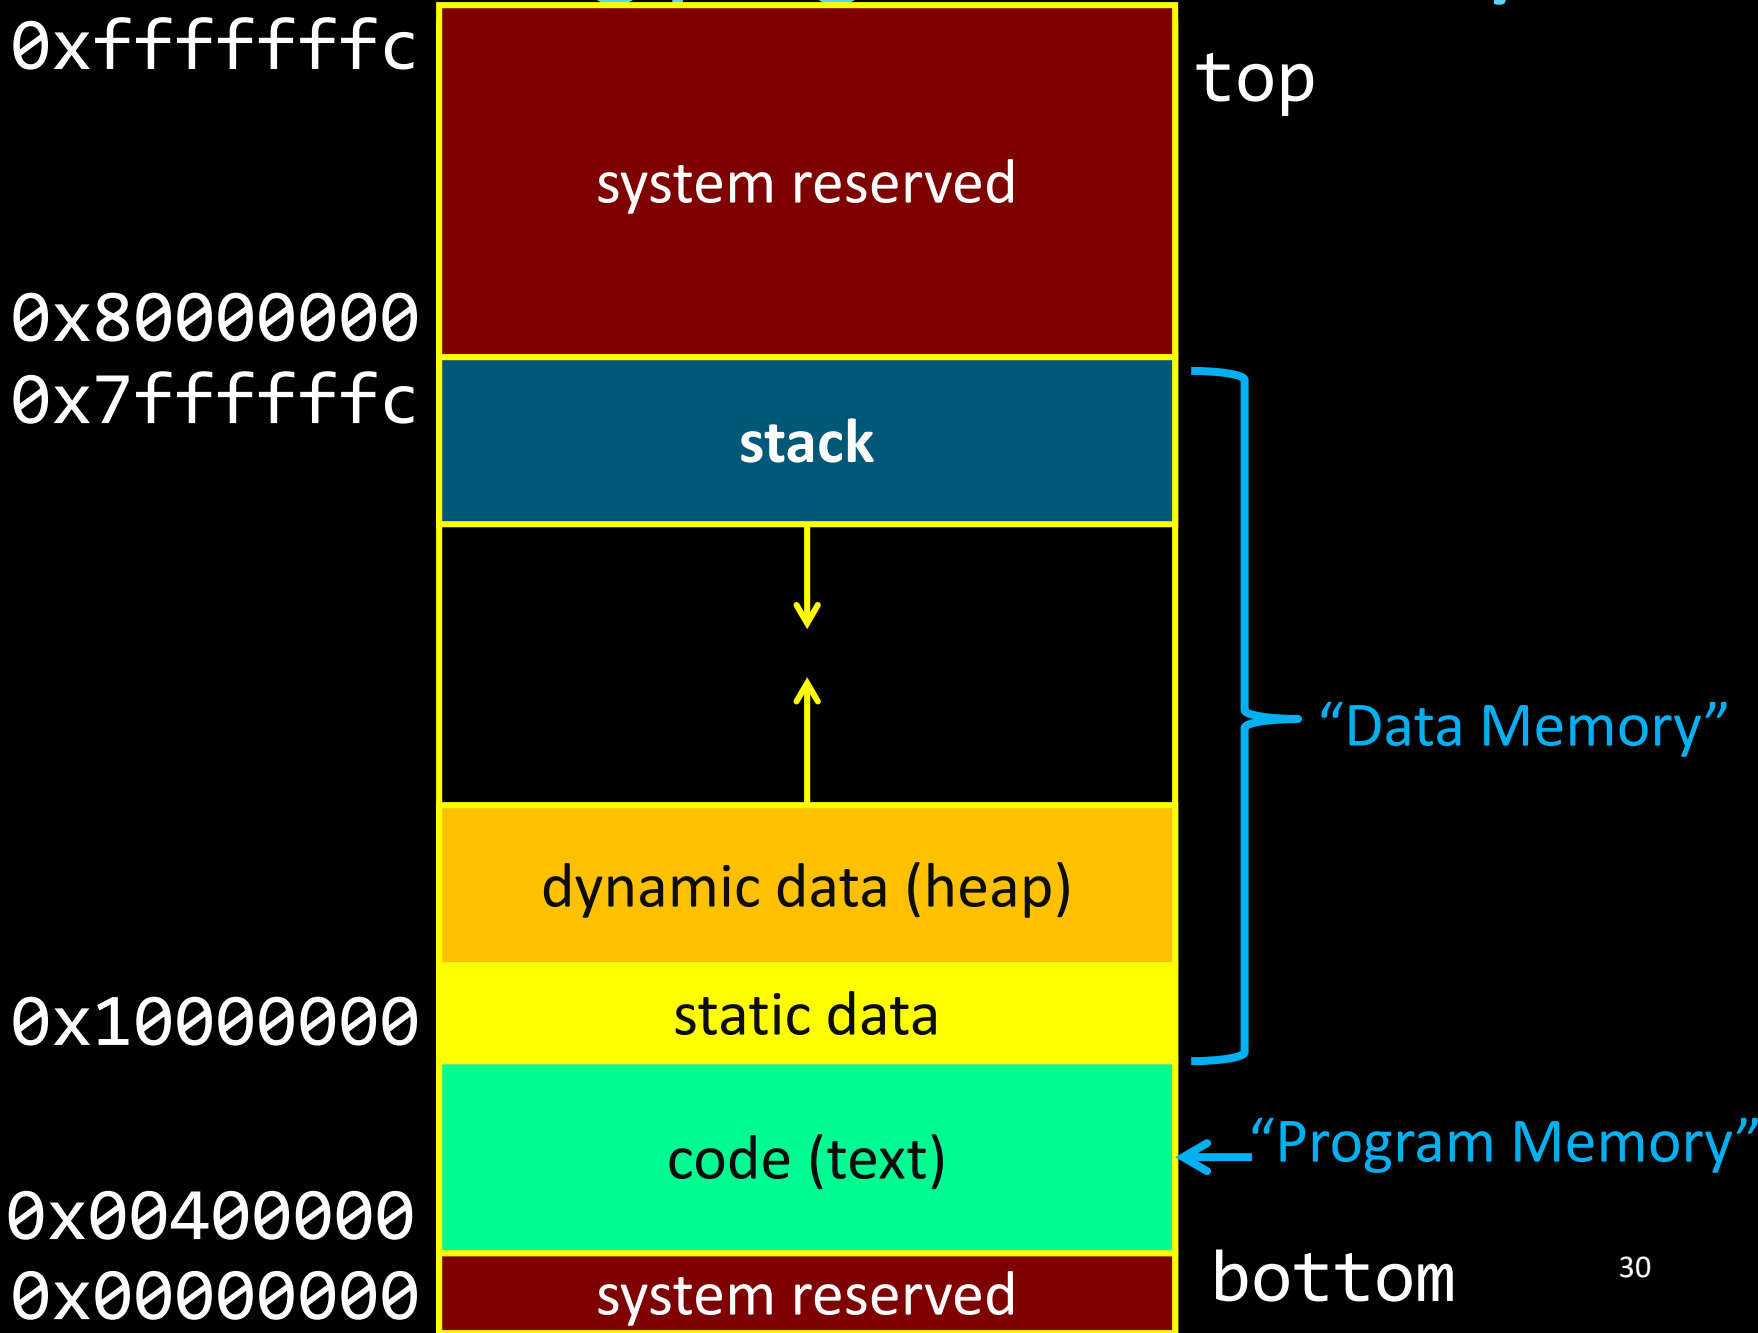 0xfffffffc
top
system reserved
0x80000000
0x7ffffffc
stack
“Data Memory”
dynamic data (heap)
0x10000000
static data
“Program Memory”
code (text)
0x00400000
bottom
30
0x00000000
system reserved